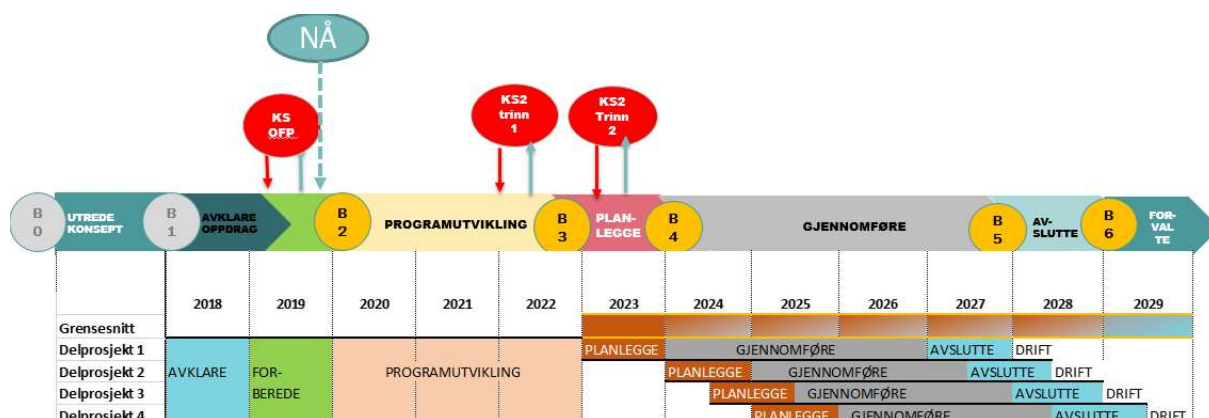 NÅ
KS
OFP
KS2
trinn
1
KS2
Trinn
2
B
0
UTREDE
KONSEPT
B
1
AVKLARE
OPPDRAG
B
2
PROGRAMUTVIKLING
B
3
PLAN-
LEGGE
B
4
GJENNOMFØRE
B
5
AV-
SLUTTE
B
6
FOR-
VAL
TE
2018 2019 2020 2021 2022 2023 2024 2025 2026 2027 2028 2029
Grensesnitt
Delprosjekt 1 PLANLEGGE GJENNOMFØRE AVSLUTTE DRIFT
Delprosjekt 2 AVKLARE FOR- PROGRAMUTVIKLING PLANLEGGE GJENNOMFØRE AVSLUTTE DRIFT
Delprosjekt 3 BEREDE PLANLEGGE GJENNOMFØRE AVSLUTTE DRIFT
Delprosjekt 4 PLANLEGGE GJENNOMFØRE AVSLUTTE DRIFT